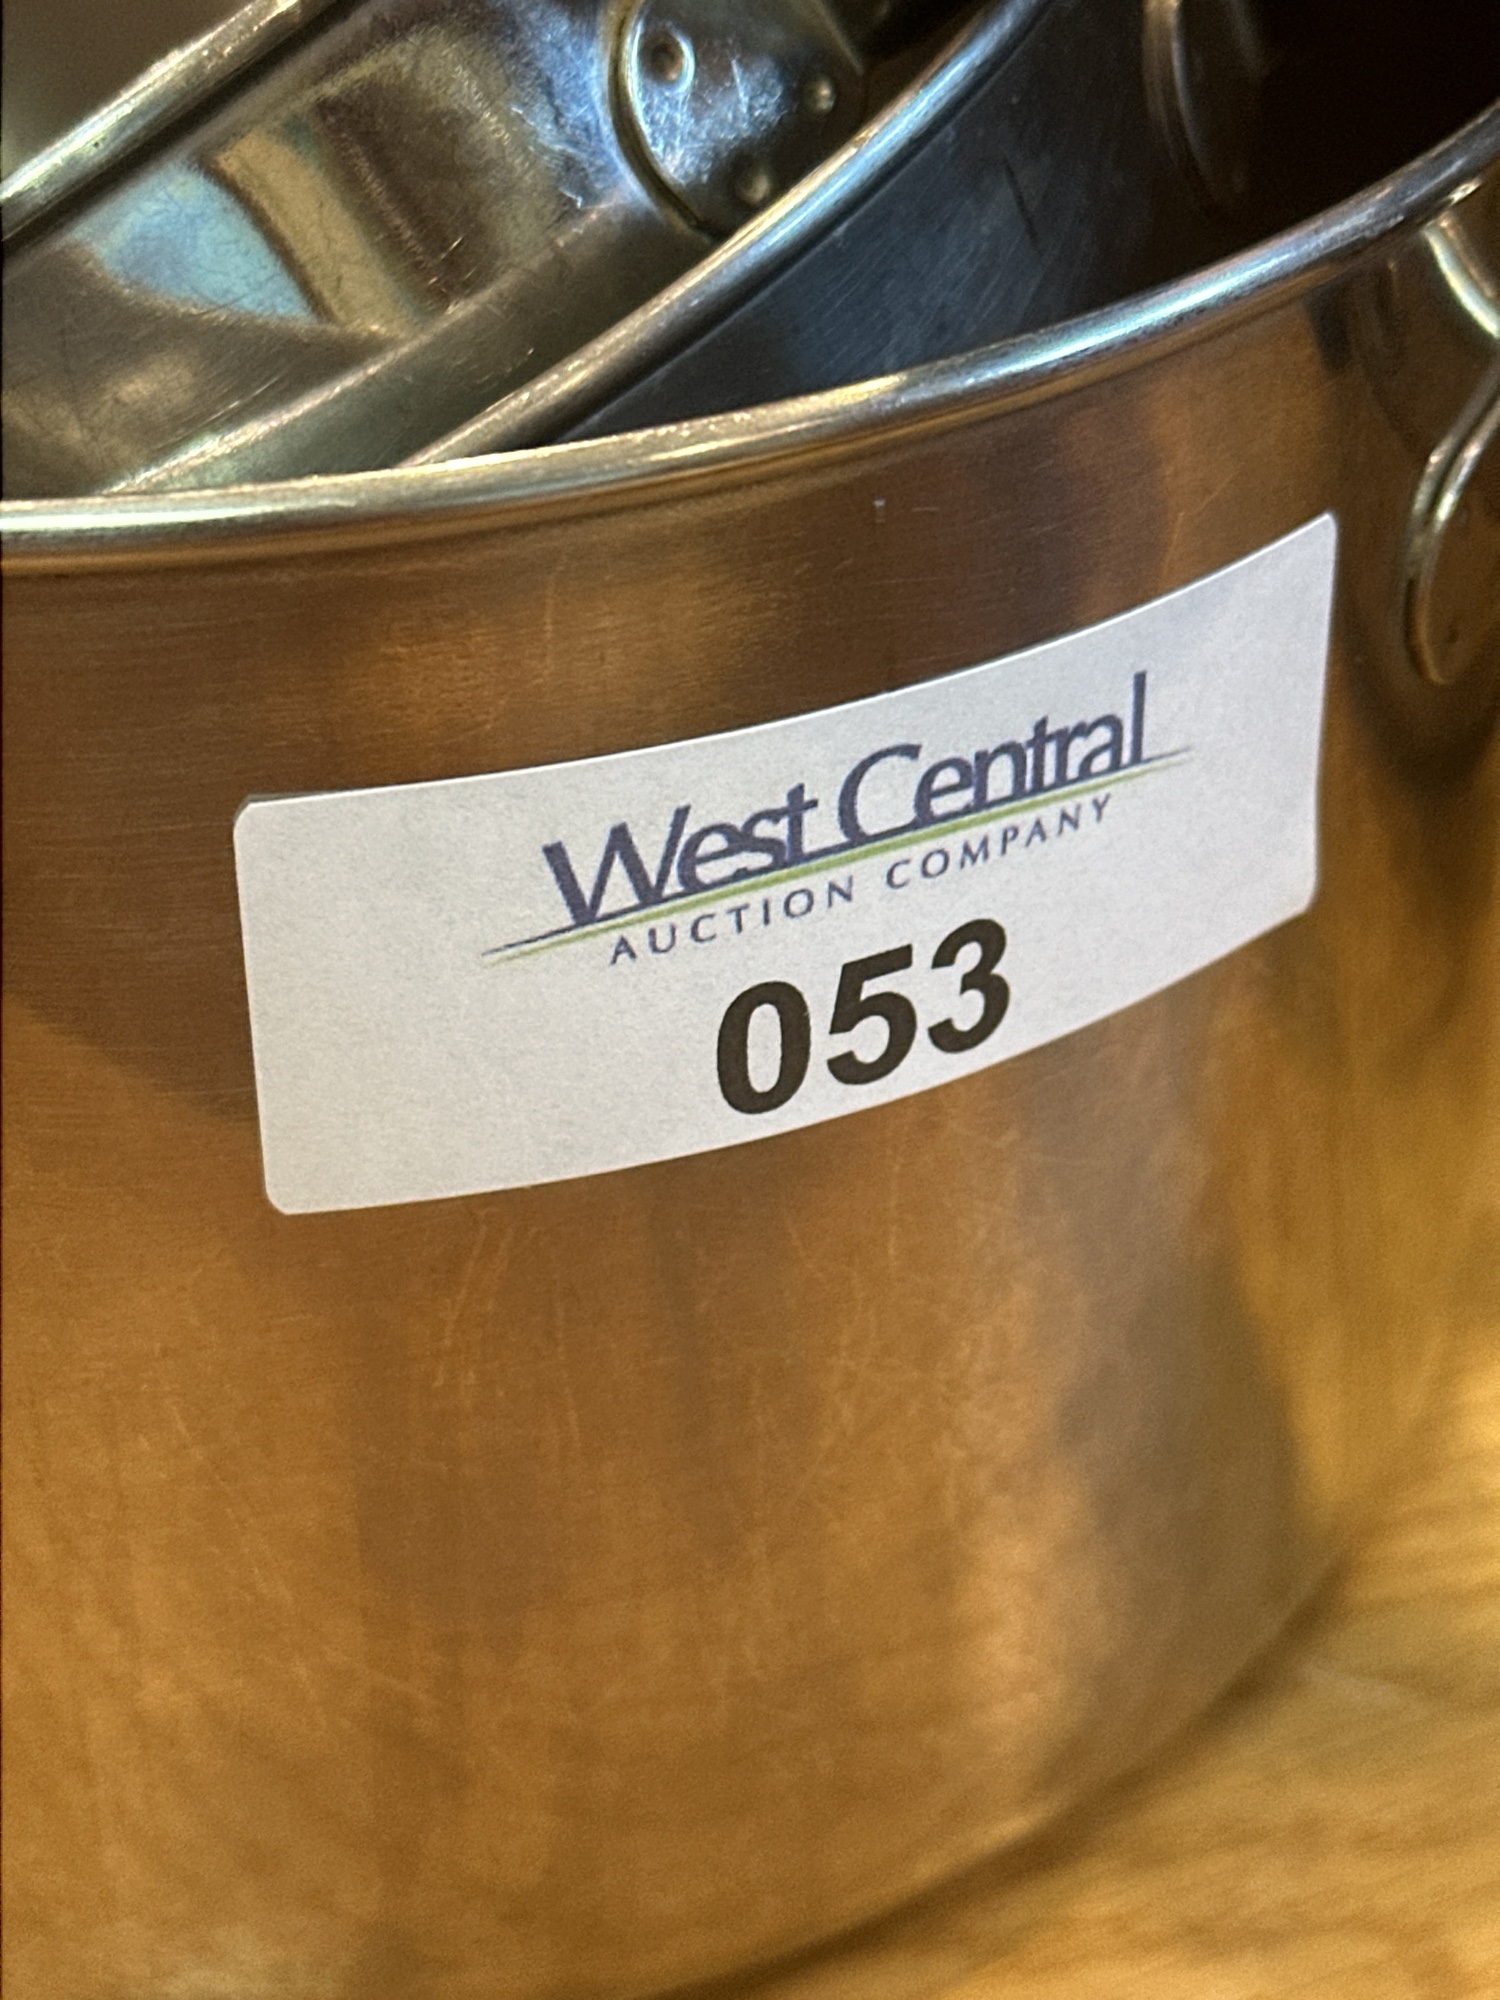 West Central
AUCTION COMPANY
053